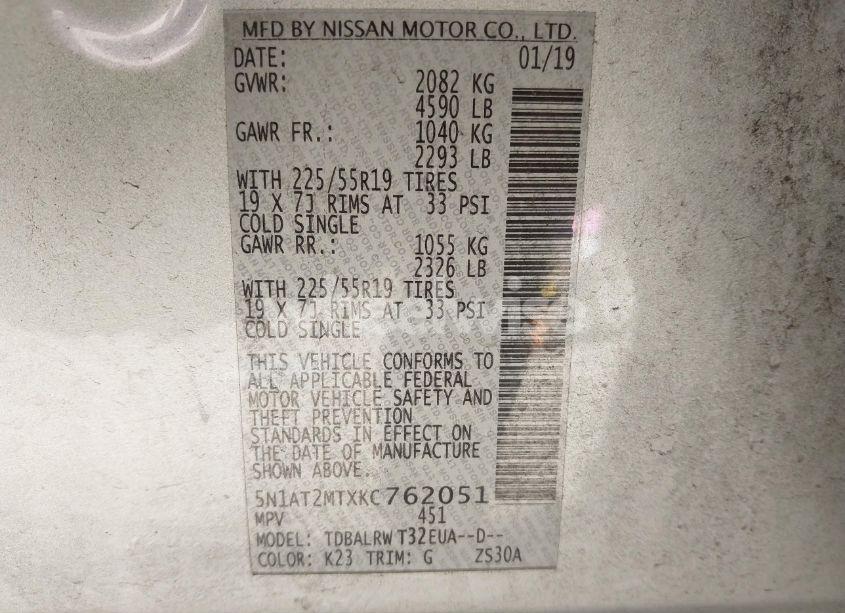 MFD BY NISSAN MOTOR CO., LTD.
DATE: 01/19
GVWR: 2082 KG
4590 LB
GAWR FR.: 1040 KG
2293 LB
WITH 225/55R19 TIRES
19 X 7J RIMS AT 33 PSI
COLD SINGLE
GAWR RR.: 1055 KG
2326 LB
WITH 225/55R19 TIRES
19 X 7J RIMS AT 33 PSI
COLD SINGLE
THIS VEHICLE CONFORMS TO
ALL APPLICABLE FEDERAL
MOTOR VEHICLE SAFETY AND
THEFT PREVENTION
STANDARDS IN EFFECT ON
THE DATE OF MANUFACTURE
SHOWN ABOVE.
5N1AT2MTXKC762051
MPV 451
MODEL: TDBALRW T32EUA--D--
COLOR: K23 TRIM: G ZS30A